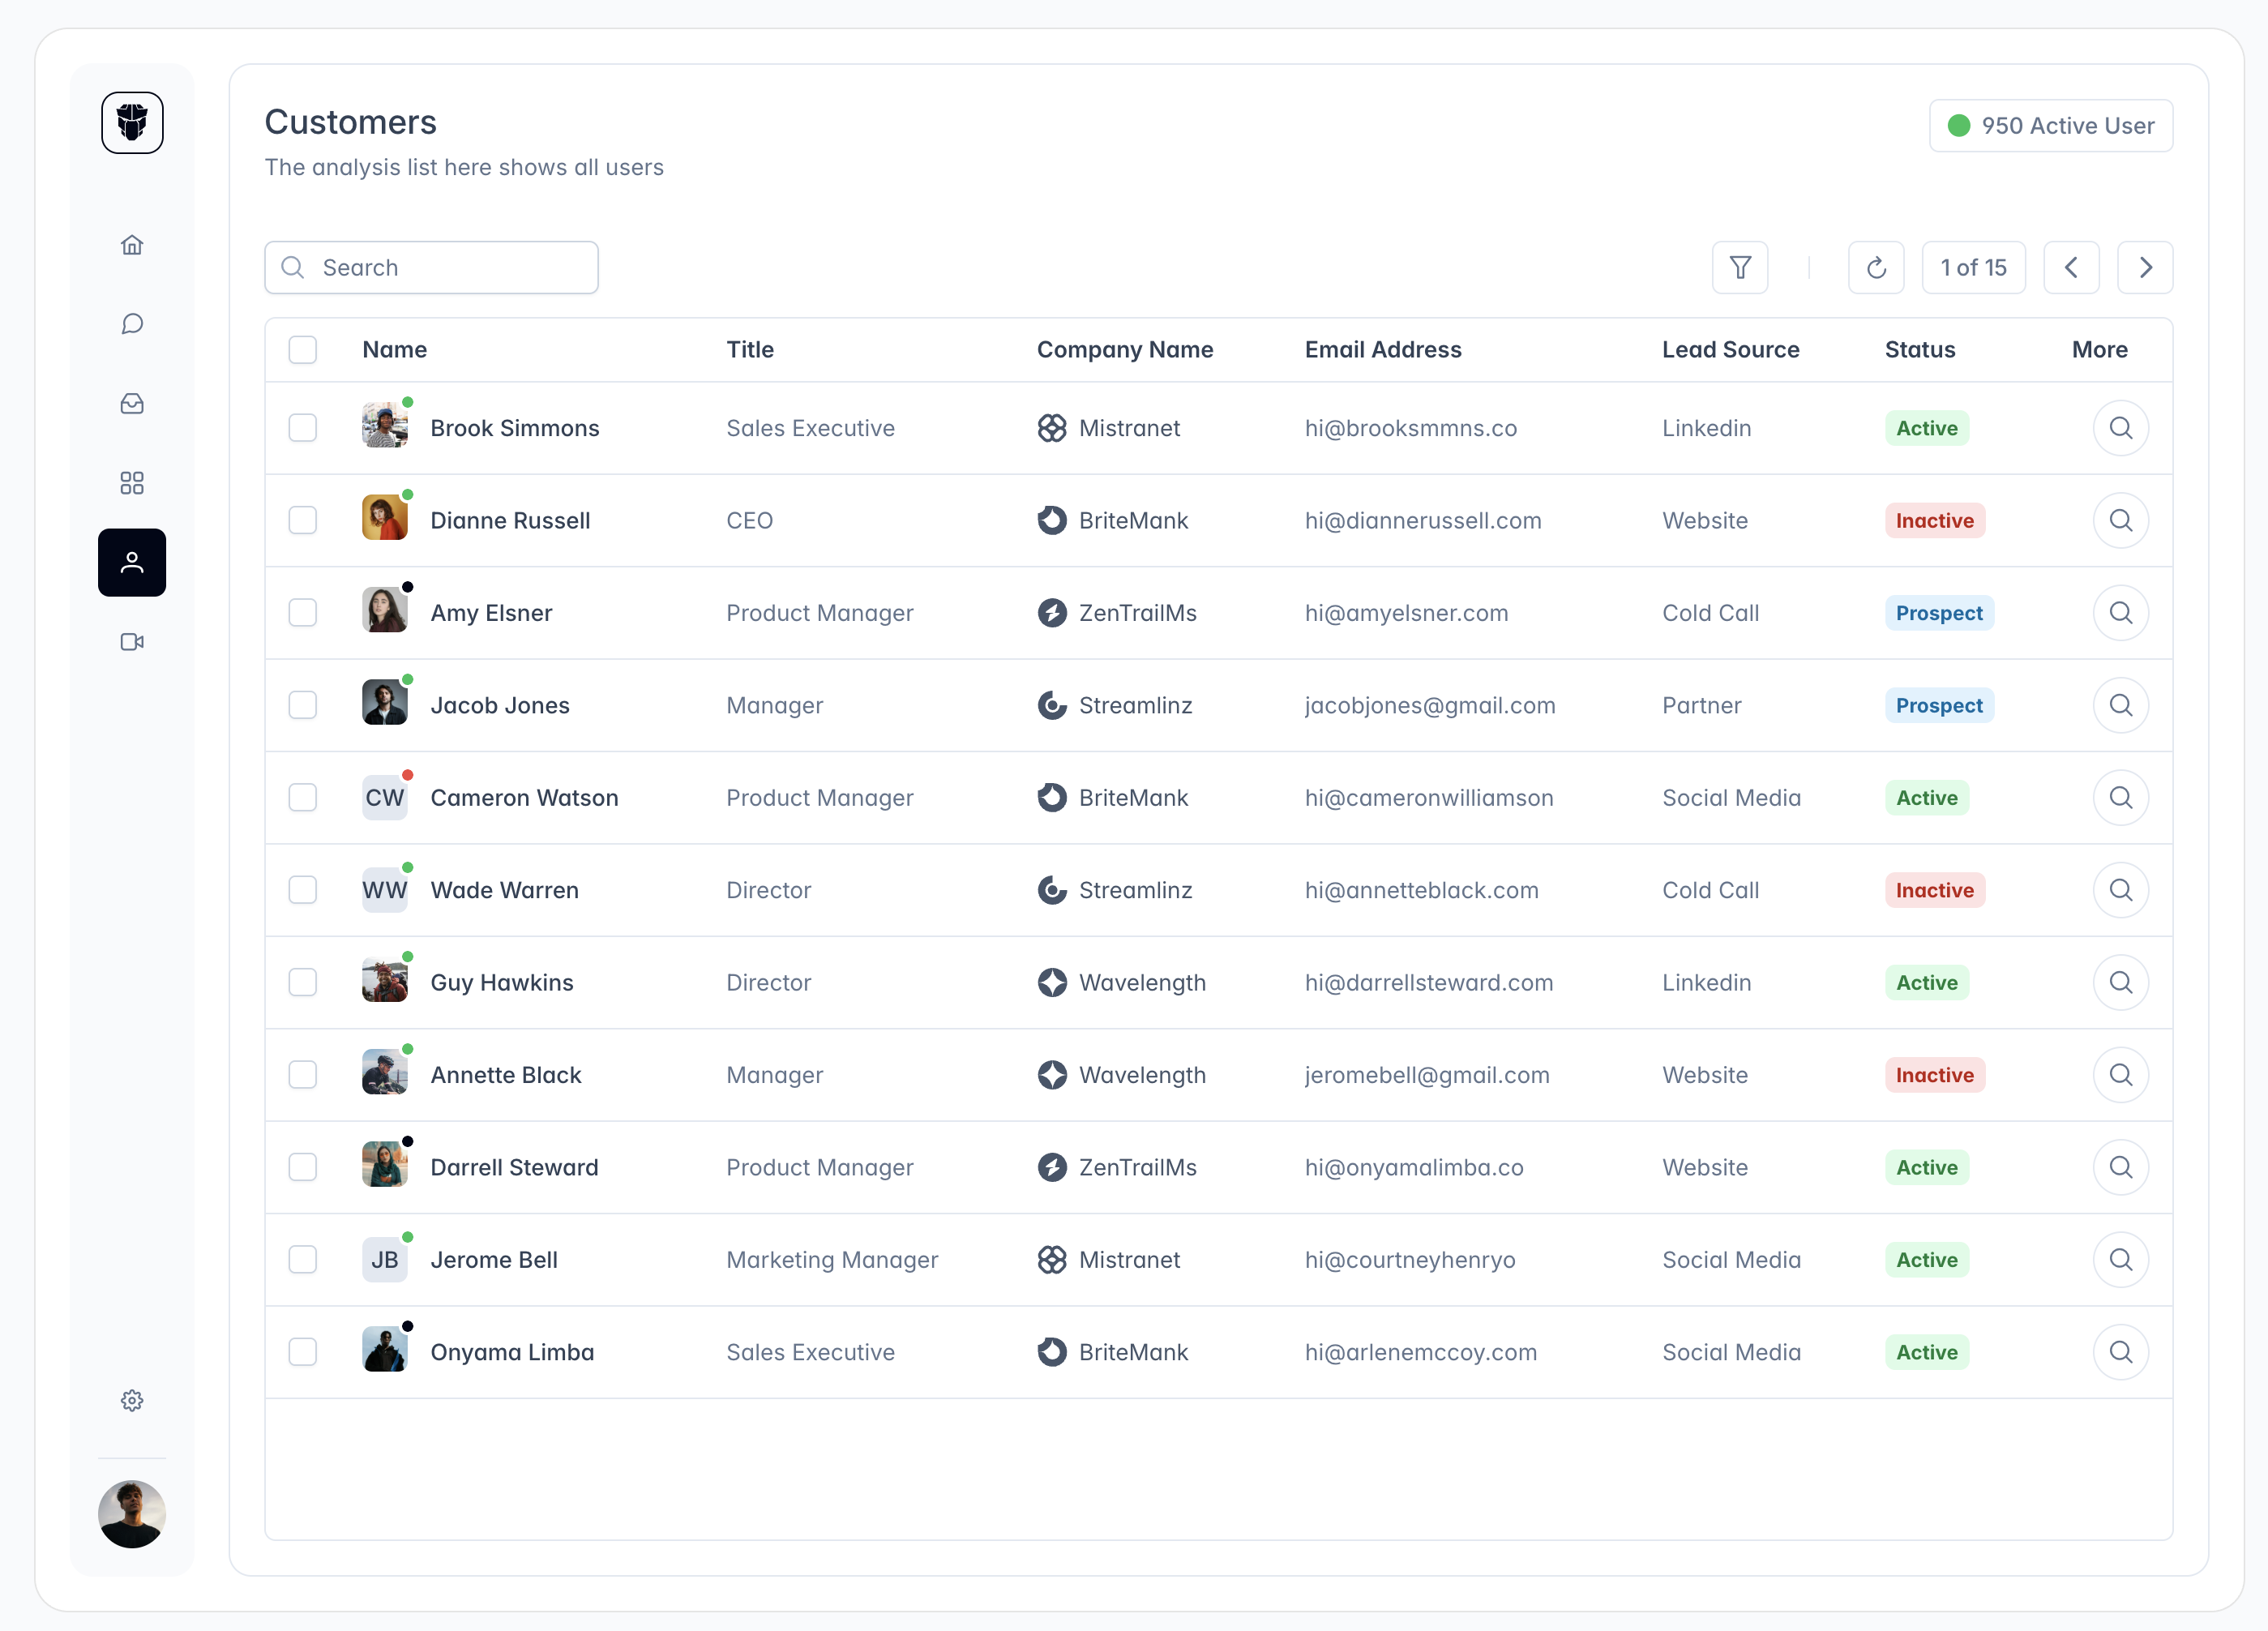 Customers
950 Active User
The analysis list here shows all users
Search
1 of 15
Name Title Company Name Email Address Lead Source Status More
Brook Simmons Sales Executive Mistranet hi@brooksmmns.co Linkedin Active
Dianne Russell CEO BriteMank hi@diannerussell.com Website Inactive
Amy Elsner Product Manager ZenTrailMs hi@amyelsner.com Cold Call Prospect
Jacob Jones Manager Streamlinz jacobjones@gmail.com Partner Prospect
CW Cameron Watson Product Manager BriteMank hi@cameronwilliamson Social Media Active
WW Wade Warren Director Streamlinz hi@annetteblack.com Cold Call Inactive
Guy Hawkins Director Wavelength hi@darrellsteward.com Linkedin Active
Annette Black Manager Wavelength jeromebell@gmail.com Website Inactive
Darrell Steward Product Manager ZenTrailMs hi@onyamalimba.co Website Active
JB Jerome Bell Marketing Manager Mistranet hi@courtneyhenryo Social Media Active
Onyama Limba Sales Executive BriteMank hi@arlenemccoy.com Social Media Active